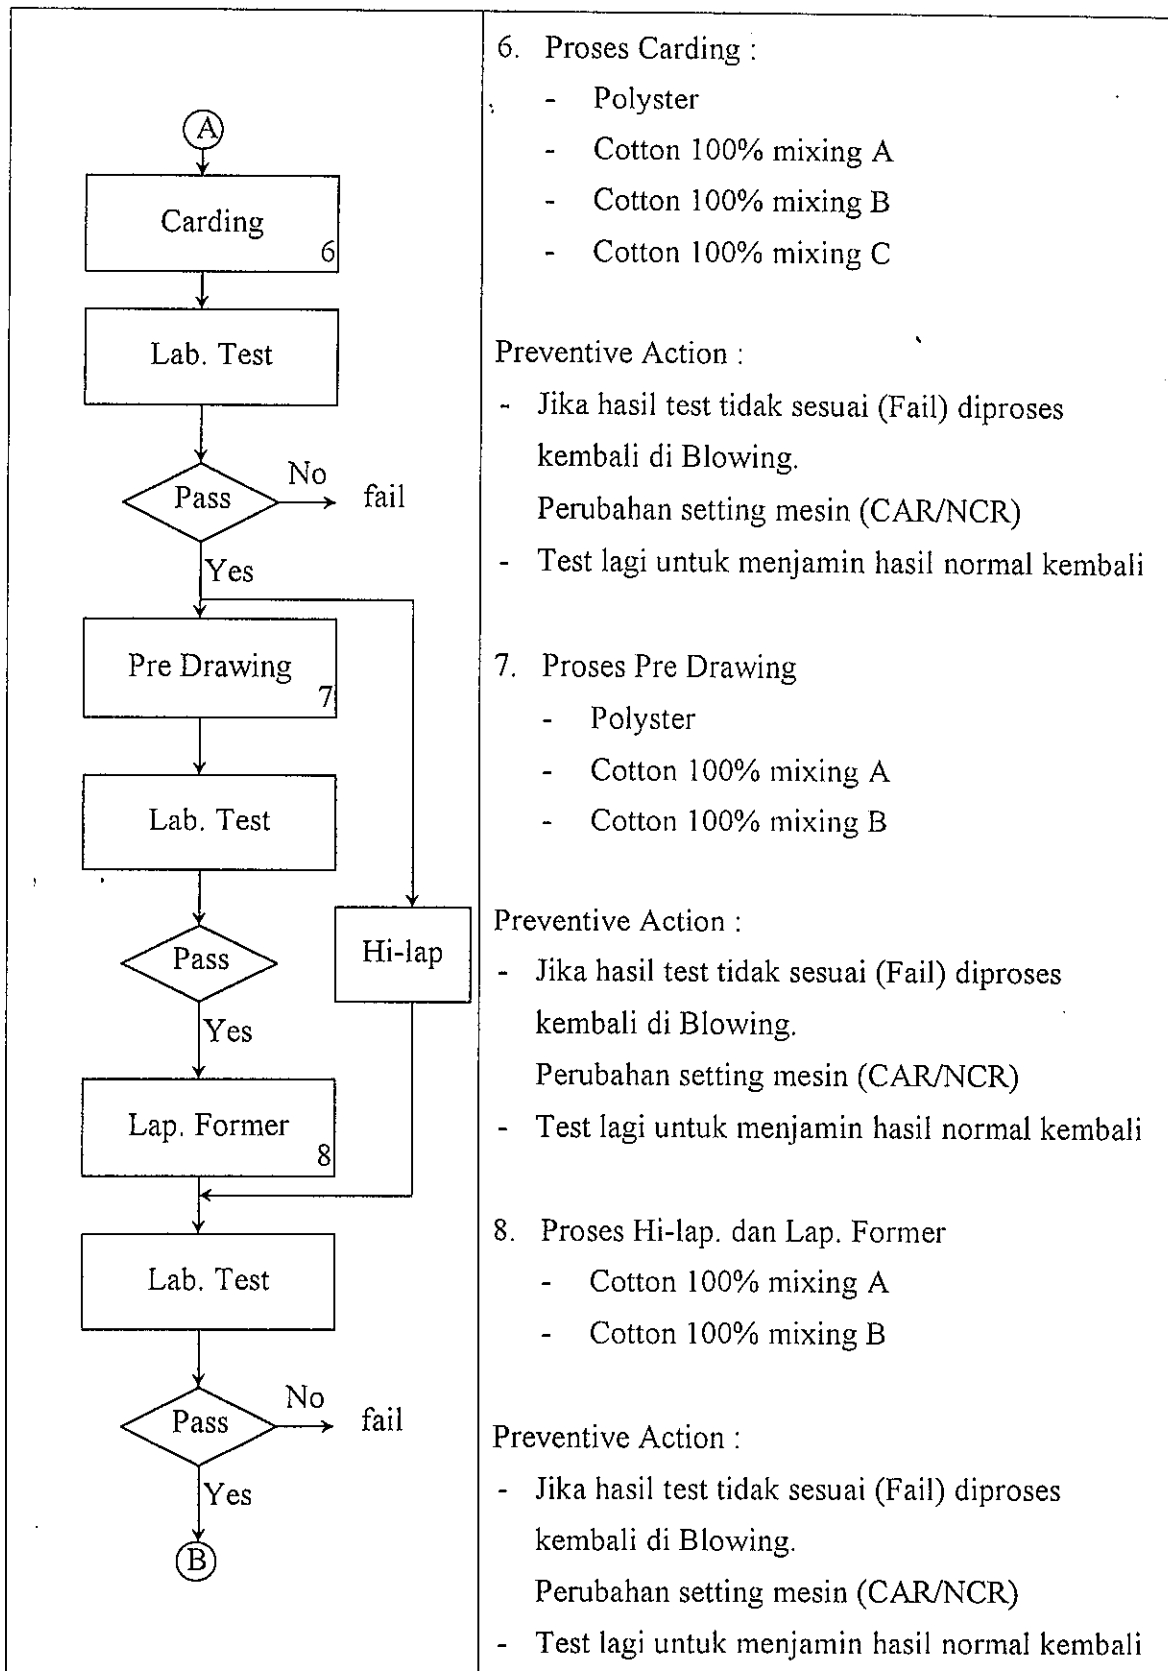 A
Carding
6
Lab. Test
Pass
No
fail
Yes
Pre Drawing
7
Lab. Test
Pass
Hi-lap
Yes
Lap. Former
8
Lab. Test
Pass
No
fail
Yes
B
6. Proses Carding :
- Polyster
- Cotton 100% mixing A
- Cotton 100% mixing B
- Cotton 100% mixing C
Preventive Action :
- Jika hasil test tidak sesuai (Fail) diproses
kembali di Blowing.
Perubahan setting mesin (CAR/NCR)
- Test lagi untuk menjamin hasil normal kembali
7. Proses Pre Drawing
- Polyster
- Cotton 100% mixing A
- Cotton 100% mixing B
Preventive Action :
- Jika hasil test tidak sesuai (Fail) diproses
kembali di Blowing.
Perubahan setting mesin (CAR/NCR)
- Test lagi untuk menjamin hasil normal kembali
8. Proses Hi-lap. dan Lap. Former
- Cotton 100% mixing A
- Cotton 100% mixing B
Preventive Action :
- Jika hasil test tidak sesuai (Fail) diproses
kembali di Blowing.
Perubahan setting mesin (CAR/NCR)
- Test lagi untuk menjamin hasil normal kembali